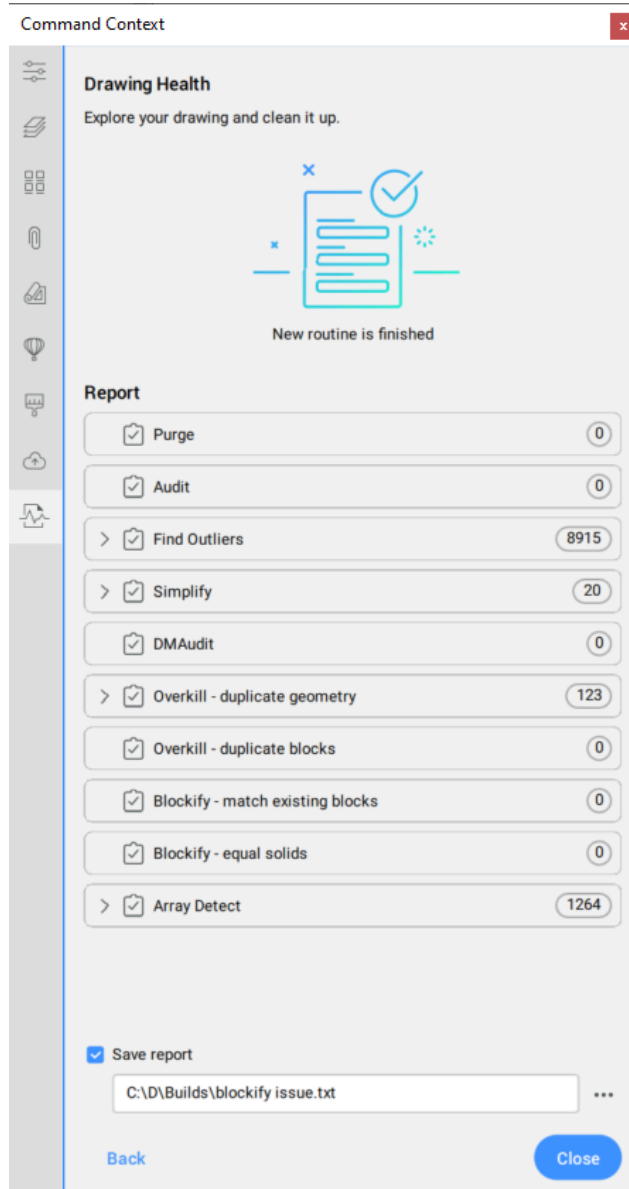 Command Context
x
Drawing Health
Explore your drawing and clean it up.
New routine is finished
Report
Purge 0
Audit 0
Find Outliers 8915
Simplify 20
DMAudit 0
Overkill - duplicate geometry 123
Overkill - duplicate blocks 0
Blockify - match existing blocks 0
Blockify - equal solids 0
Array Detect 1264
Save report
C:\D\Builds\blockify issue.txt
Back Close